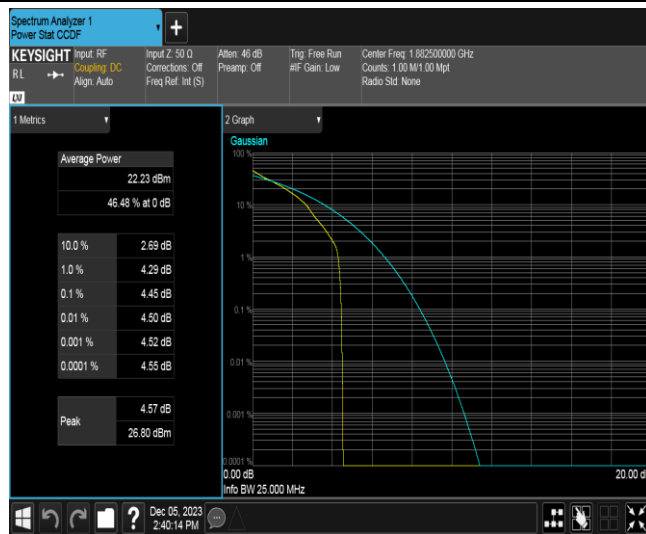 Spectrum Analyzer 1
Power Stat CCDF
KEYSIGHT
RL
LXI
Input: RF
Coupling: DC
Align: Auto
Input Z: 50 Ω
Corrections: Off
Freq Ref: Int (S)
Atten: 46 dB
Preamp: Off
Trig: Free Run
#IF Gain: Low
Center Freq: 1.882500000 GHz
Counts: 1.00 M/1.00 Mpt
Radio Std: None
1 Metrics
Average Power
22.23 dBm
46.48 % at 0 dB
10.0 % 2.69 dB
1.0 % 4.29 dB
0.1 % 4.45 dB
0.01 % 4.50 dB
0.001 % 4.52 dB
0.0001 % 4.55 dB
Peak
4.57 dB
26.80 dBm
2 Graph
Gaussian
100 %
10 %
1 %
0.1 %
0.01 %
0.001 %
0.0001 %
0.00 dB
20.00 d
Info BW 25.000 MHz
?
Dec 05, 2023
2:40:14 PM